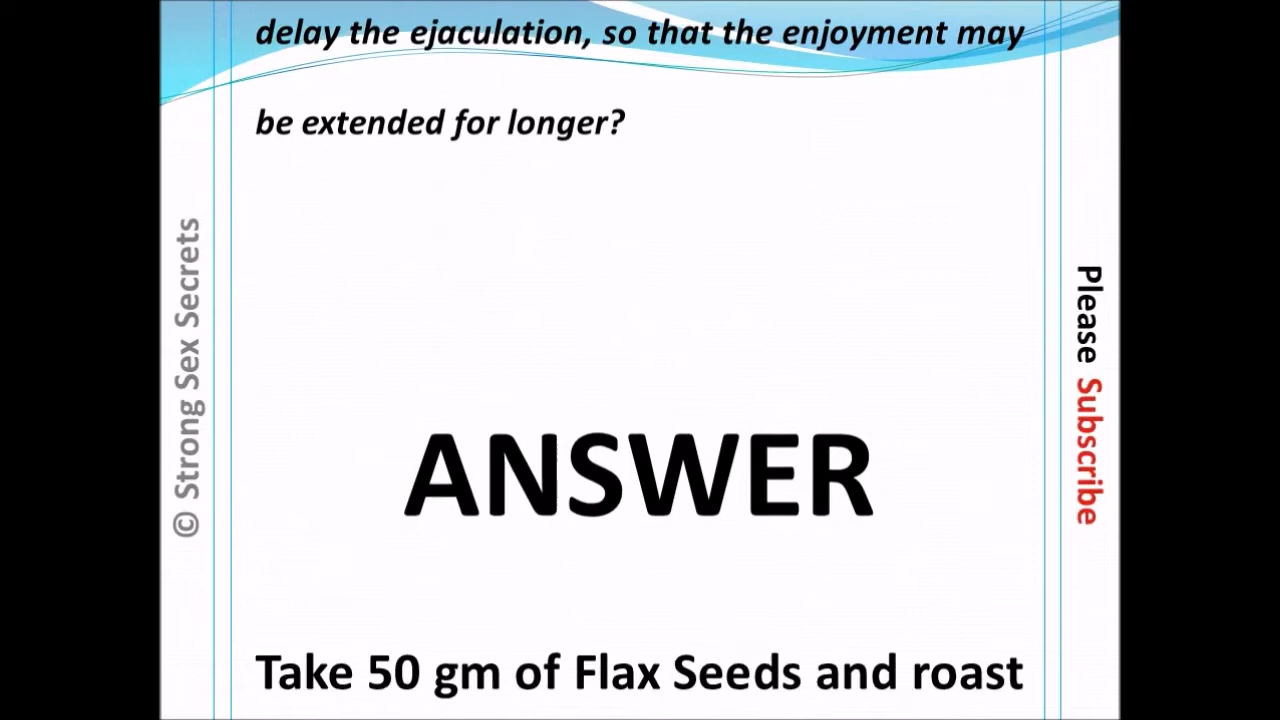 delay the ejaculation, so that the enjoyment may
be extended for longer?
© Strong Sex Secrets
Please Subscribe
ANSWER
Take 50 gm of Flax Seeds and roast